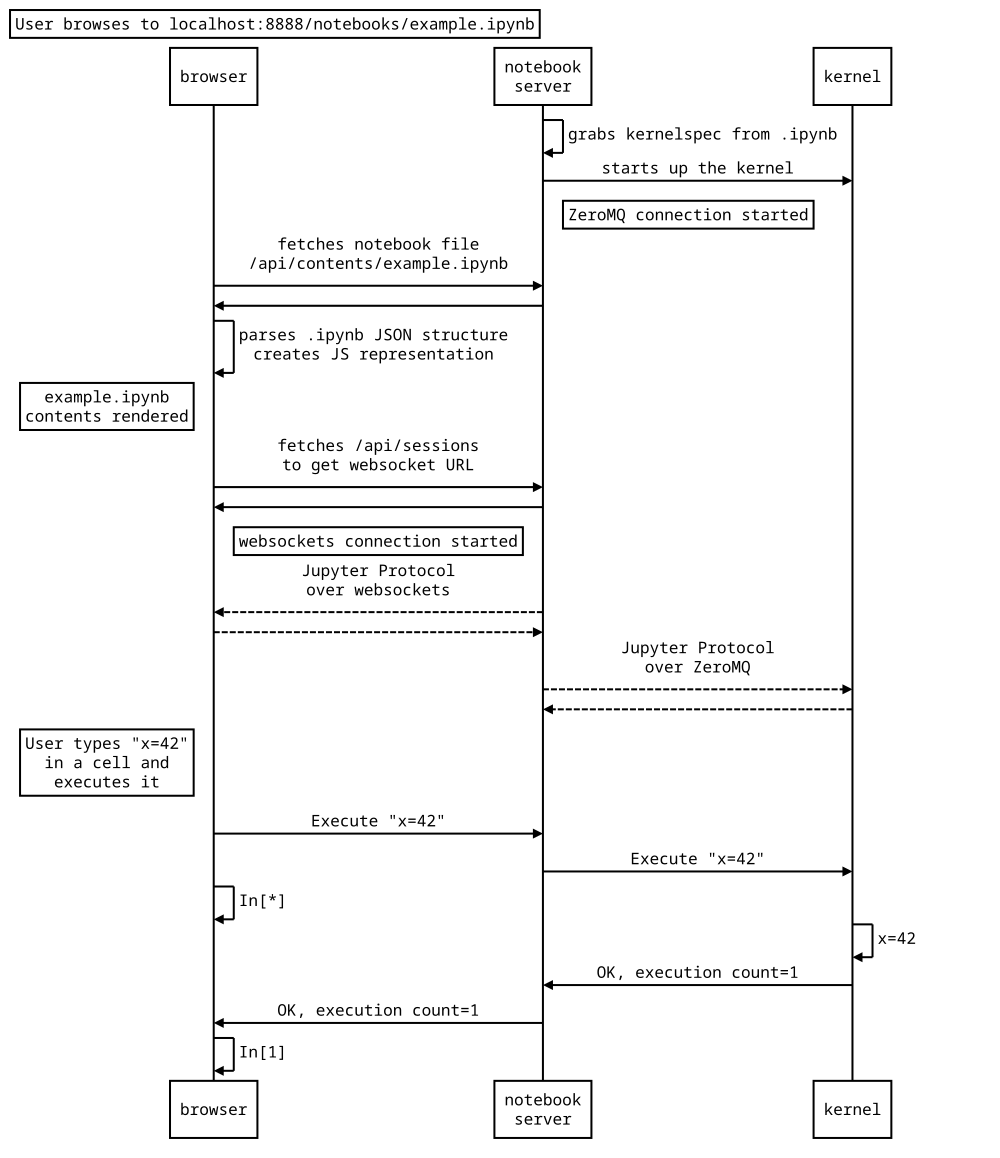 User browses to localhost:8888/notebooks/example.ipynb
browser
notebook
server
kernel
grabs kernelspec from .ipynb
starts up the kernel
ZeroMQ connection started
fetches notebook file
/api/contents/example.ipynb
parses .ipynb JSON structure
creates JS representation
example.ipynb
contents rendered
fetches /api/sessions
to get websocket URL
websockets connection started
Jupyter Protocol
over websockets
Jupyter Protocol
over ZeroMQ
User types "x=42"
in a cell and
executes it
Execute "x=42"
Execute "x=42"
In[*]
x=42
OK, execution count=1
OK, execution count=1
In[1]
browser
notebook
server
kernel